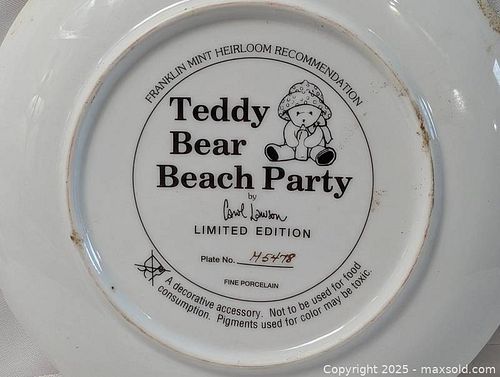 FRANKLIN MINT HEIRLOOM RECOMMENDATION
Teddy
Bear
Beach Party
by
Carol Lawson
LIMITED EDITION
Plate No. H5478
FINE PORCELAIN
A decorative accessory. Not to be used for food
consumption. Pigments used for color may be toxic.
Copyright 2025 - maxsold.com